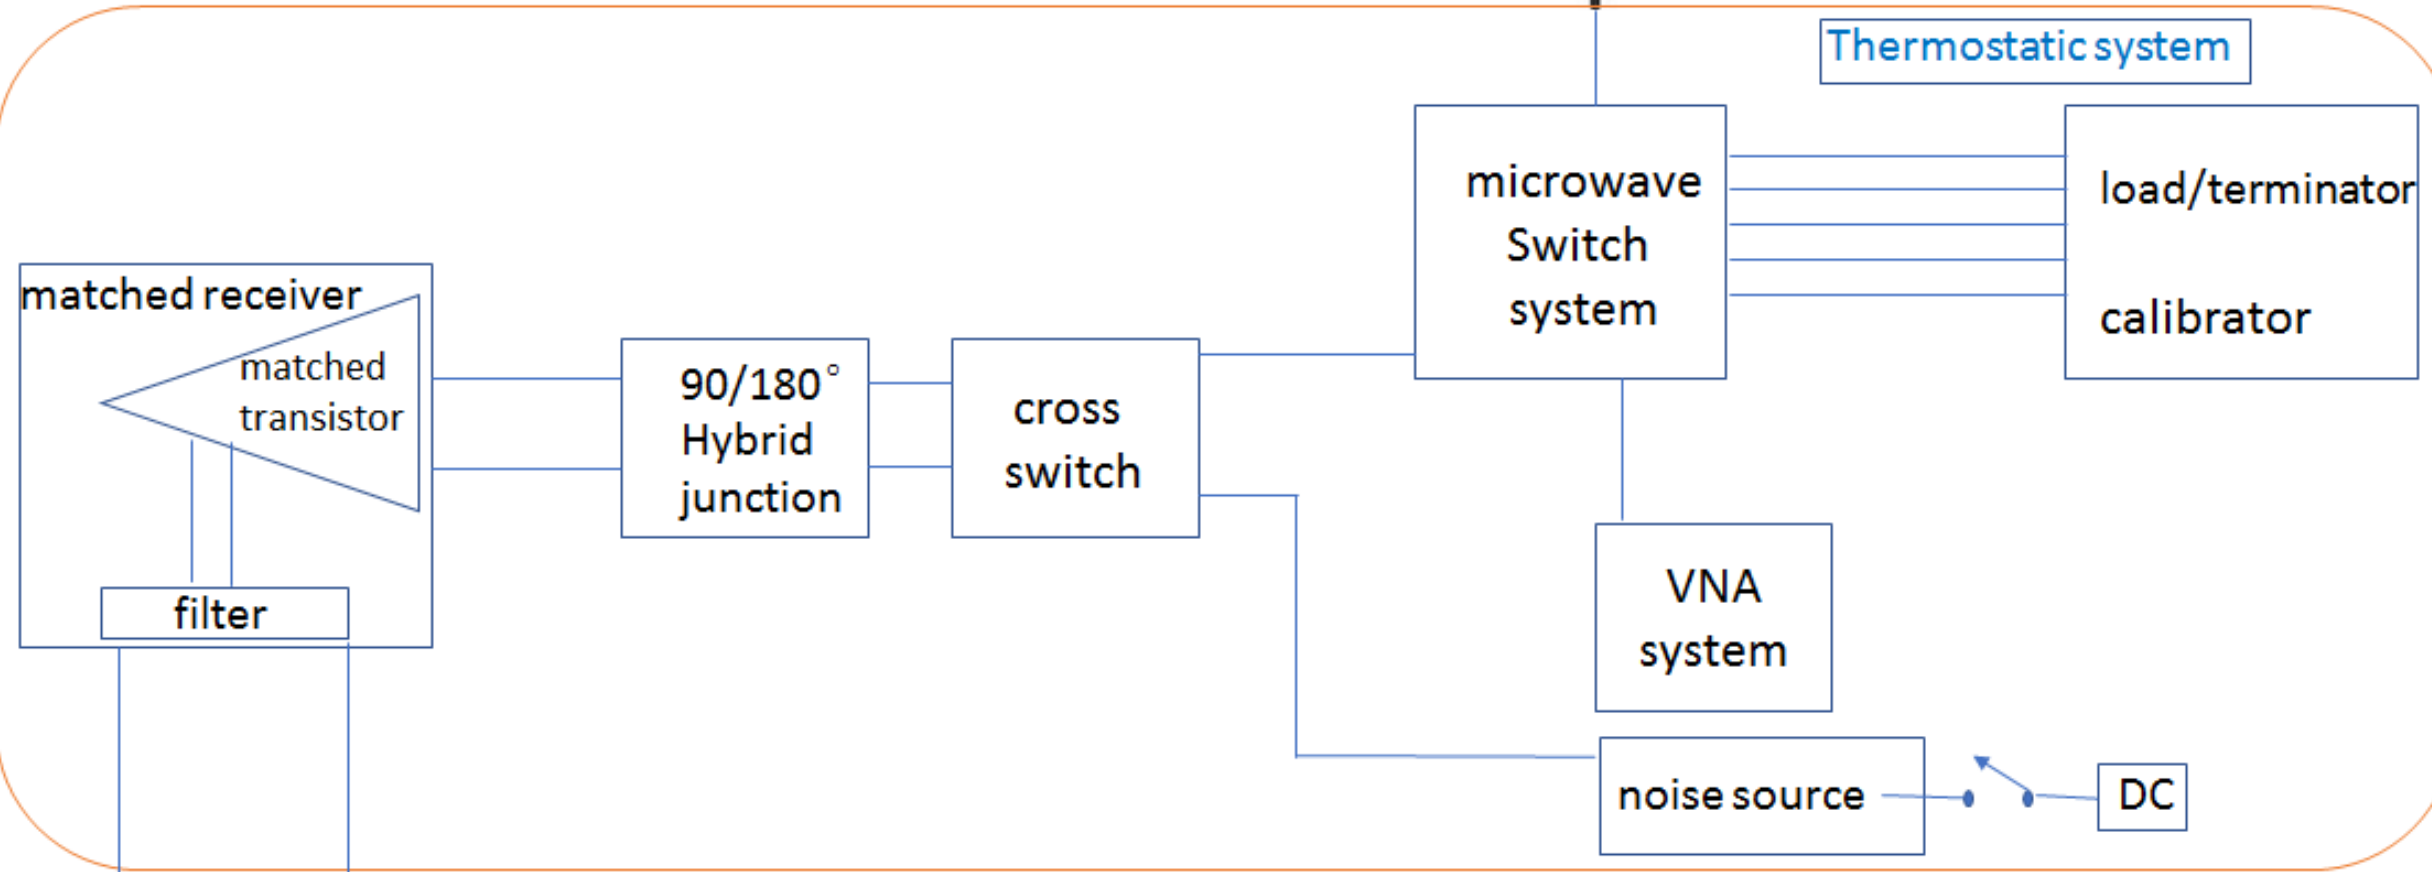 Thermostatic system
microwave
Switch
system
load/terminator
calibrator
matched receiver
matched
transistor
filter
90/180°
Hybrid
junction
cross
switch
VNA
system
noise source
DC